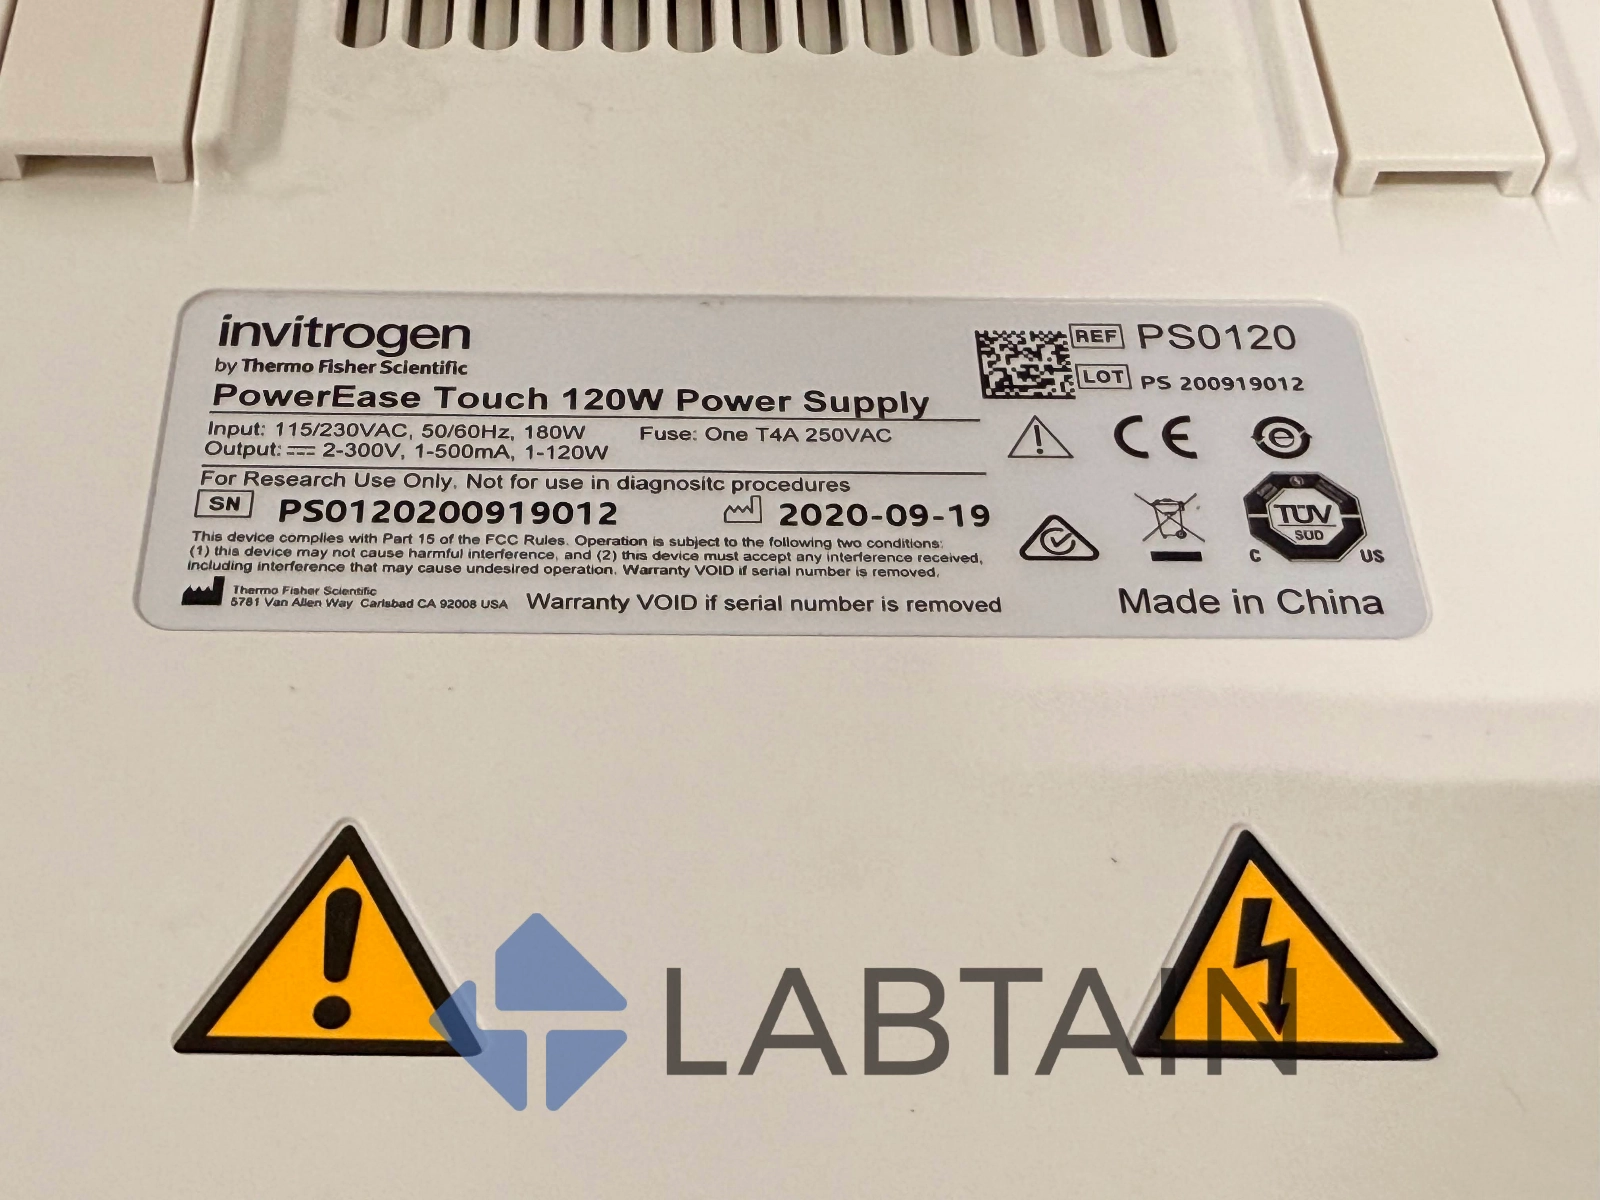 invitrogen
by Thermo Fisher Scientific
PowerEase Touch 120W Power Supply
Input: 115/230VAC, 50/60Hz, 180W Fuse: One T4A 250VAC
Output: 2-300V, 1-500mA, 1-120W
For Research Use Only. Not for use in diagnositc procedures
SN PS0120200919012 2020-09-19
This device complies with Part 15 of the FCC Rules. Operation is subject to the following two conditions:
(1) this device may not cause harmful interference, and (2) this device must accept any interference received,
including interference that may cause undesired operation. Warranty VOID if serial number is removed.
Thermo Fisher Scientific
5781 Van Allen Way Carlsbad CA 92008 USA Warranty VOID if serial number is removed
REF PS0120
LOT PS 200919012
CE
e
TÜV
SÜD
C US
Made in China
LABTAIN